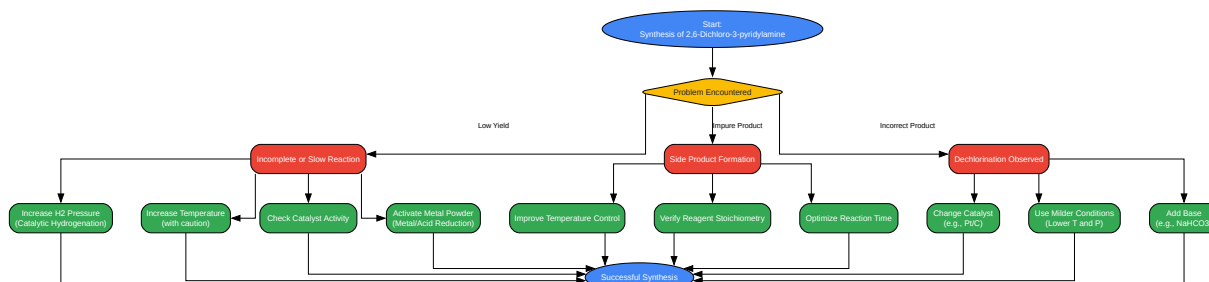 Start:
Synthesis of 2,6-Dichloro-3-pyridylamine
Problem Encountered
Low Yield
Impure Product
Incorrect Product
Incomplete or Slow Reaction
Side Product Formation
Dechlorination Observed
Increase H2 Pressure
(Catalytic Hydrogenation)
Increase Temperature
(with caution)
Check Catalyst Activity
Activate Metal Powder
(Metal/Acid Reduction)
Improve Temperature Control
Verify Reagent Stoichiometry
Optimize Reaction Time
Change Catalyst
(e.g., Pt/C)
Use Milder Conditions
(Lower T and P)
Add Base
(e.g., NaHCO3
Successful Synthesis